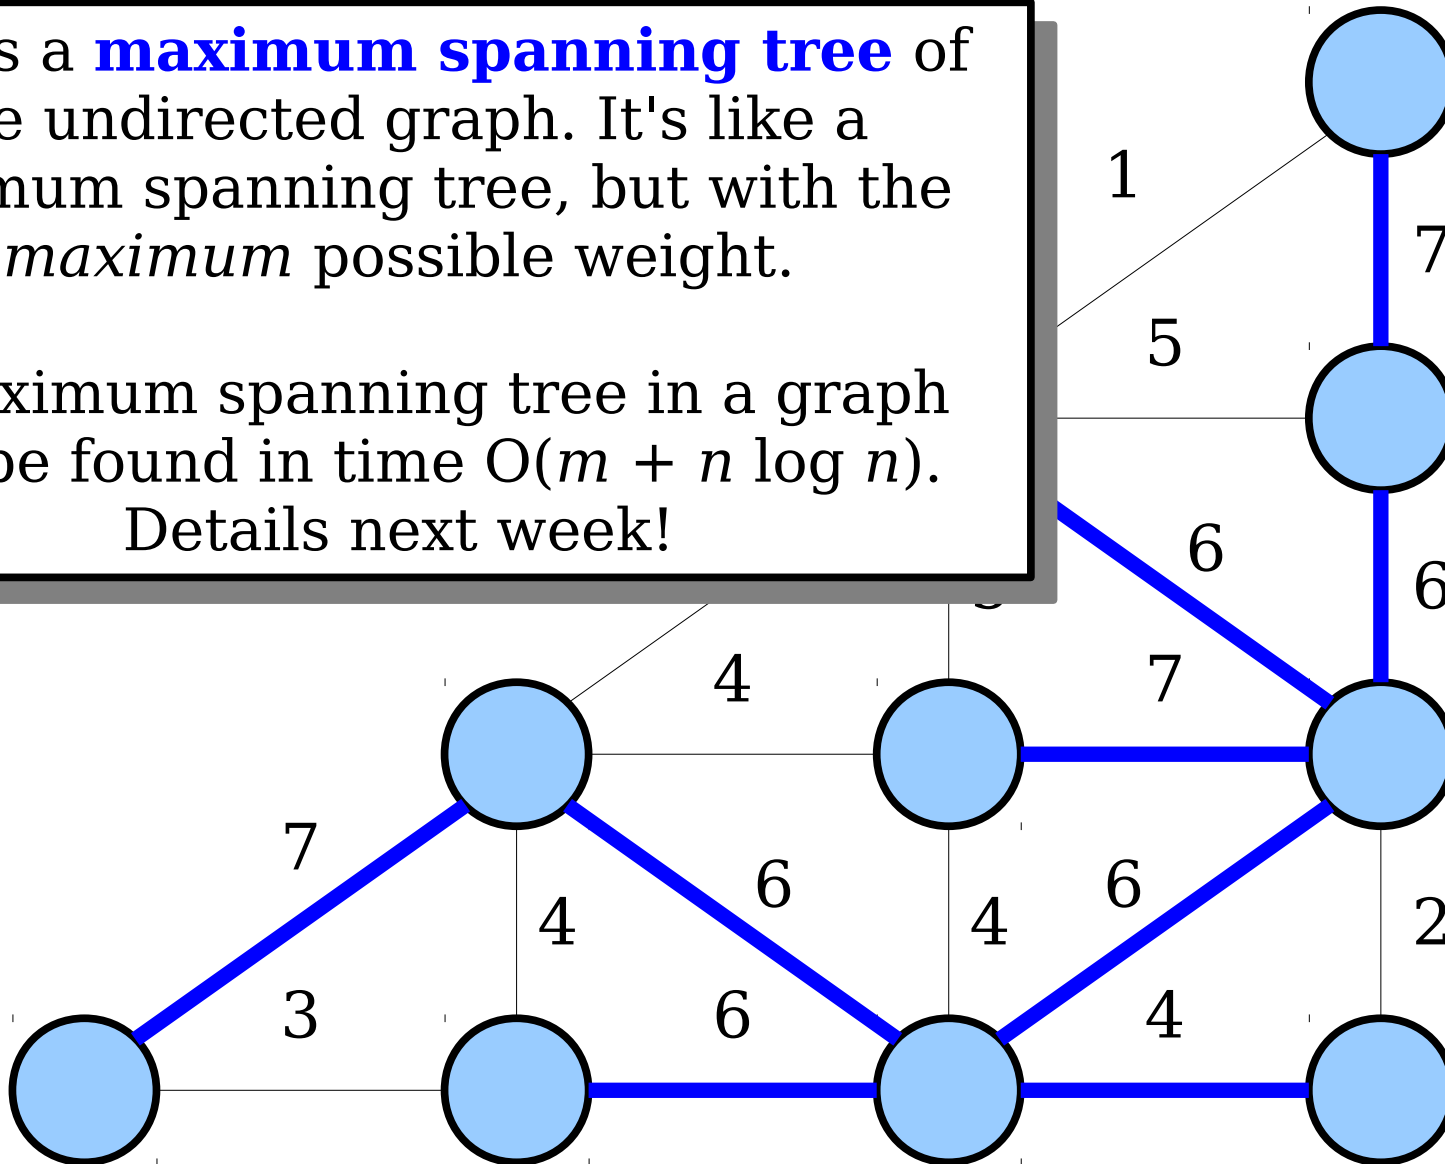 s a maximum spanning tree of
e undirected graph. It's like a
mum spanning tree, but with the
maximum possible weight.
ximum spanning tree in a graph
be found in time O(m + n log n).
Details next week!
1
7
5
6
6
4
7
7
6
6
4
4
2
3
6
4